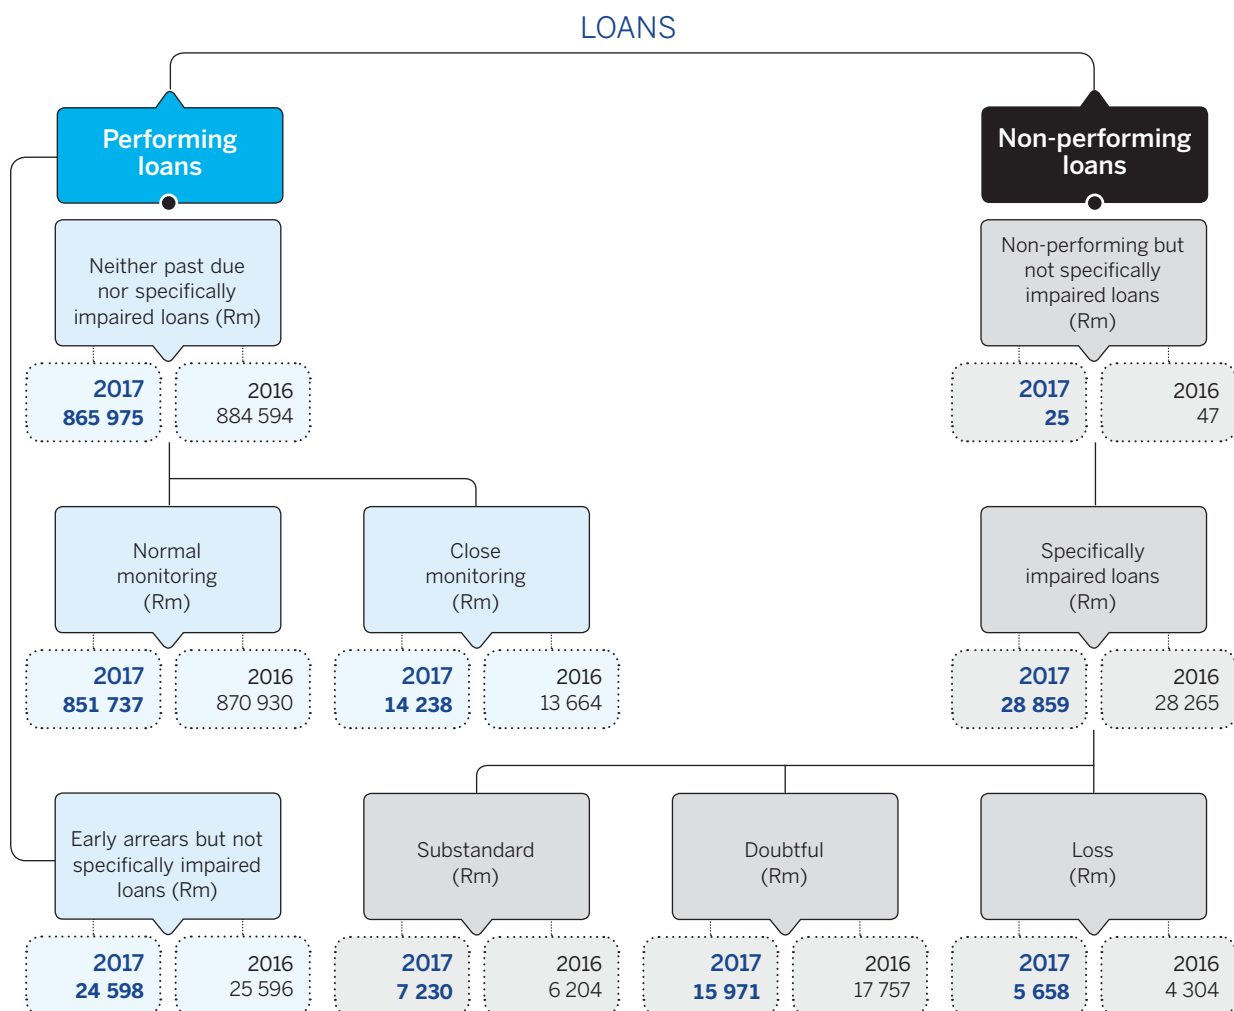 LOANS
Performing
loans
Non-performing
loans
Neither past due
nor specifically
impaired loans (Rm)
2017
865 975
2016
884 594
Non-performing but
not specifically
impaired loans
(Rm)
2017
25
2016
47
Normal
monitoring
(Rm)
2017
851 737
2016
870 930
Close
monitoring
(Rm)
2017
14 238
2016
13 664
Specifically
impaired loans
(Rm)
2017
28 859
2016
28 265
Early arrears but not
specifically impaired
loans (Rm)
2017
24 598
2016
25 596
Substandard
(Rm)
2017
7 230
2016
6 204
Doubtful
(Rm)
2017
15 971
2016
17 757
Loss
(Rm)
2017
5 658
2016
4 304